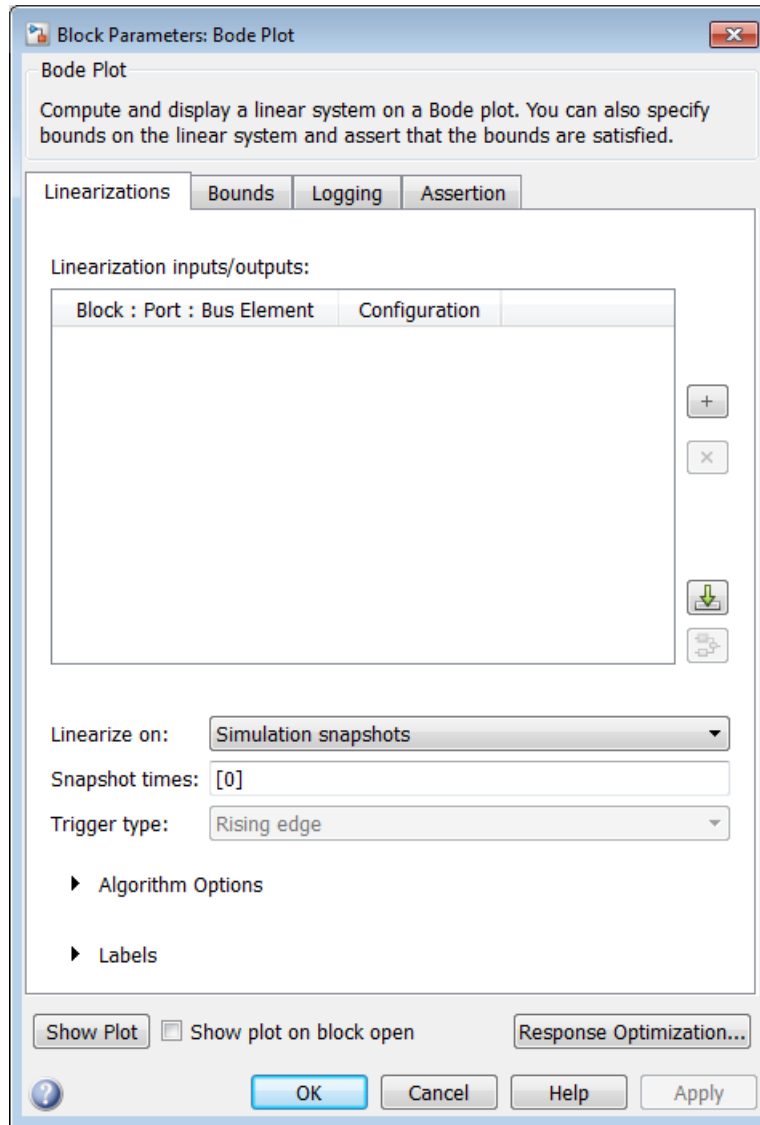 Block Parameters: Bode Plot
Bode Plot
Compute and display a linear system on a Bode plot. You can also specify
bounds on the linear system and assert that the bounds are satisfied.
Linearizations Bounds Logging Assertion
Linearization inputs/outputs:
Block : Port : Bus Element Configuration
+
×
Linearize on: Simulation snapshots
Snapshot times: [0]
Trigger type: Rising edge
Algorithm Options
Labels
Show Plot Show plot on block open Response Optimization...
? OK Cancel Help Apply